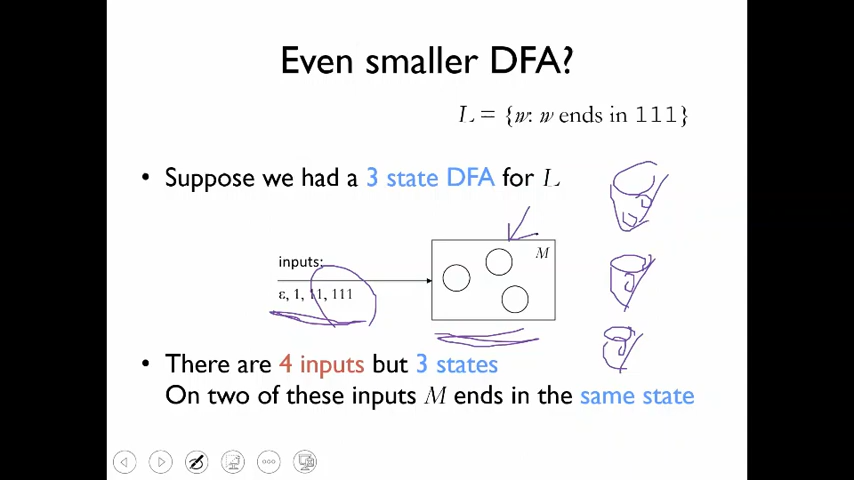 Even smaller DFA?
L = {w: w ends in 111}
• Suppose we had a 3 state DFA for L
M
inputs:
ε, 1, 11, 111
• There are 4 inputs but 3 states
On two of these inputs M ends in the same state